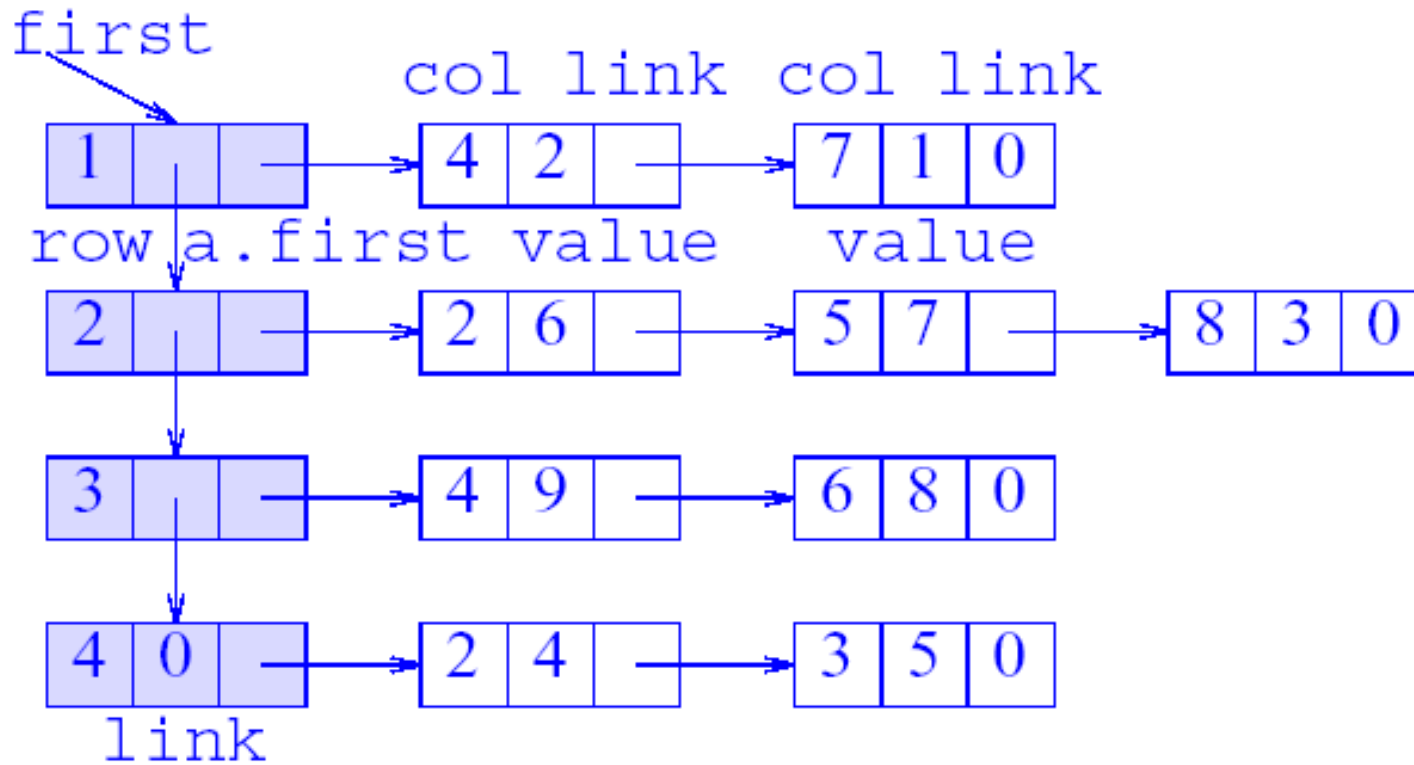 first
col link col link
1 4 2 7 1 0
row a.first value value
2 2 6 5 7 8 3 0
3 4 9 6 8 0
4 0 2 4 3 5 0
link